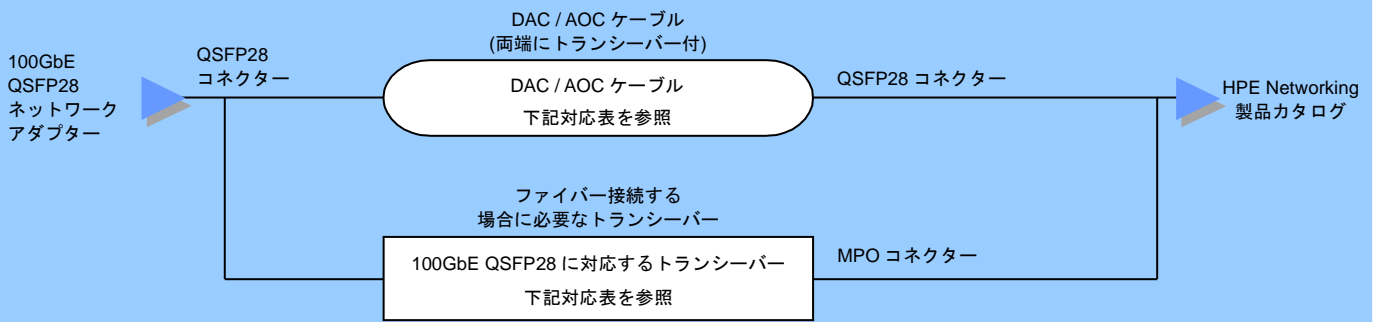 100GbE
QSFP28
ネットワーク
アダプター
QSFP28
コネクター
DAC / AOC ケーブル
(両端にトランシーバー付)
DAC / AOC ケーブル
下記対応表を参照
QSFP28 コネクター
HPE Networking
製品カタログ
ファイバー接続する
場合に必要なトランシーバー
100GbE QSFP28 に対応するトランシーバー
下記対応表を参照
MPO コネクター